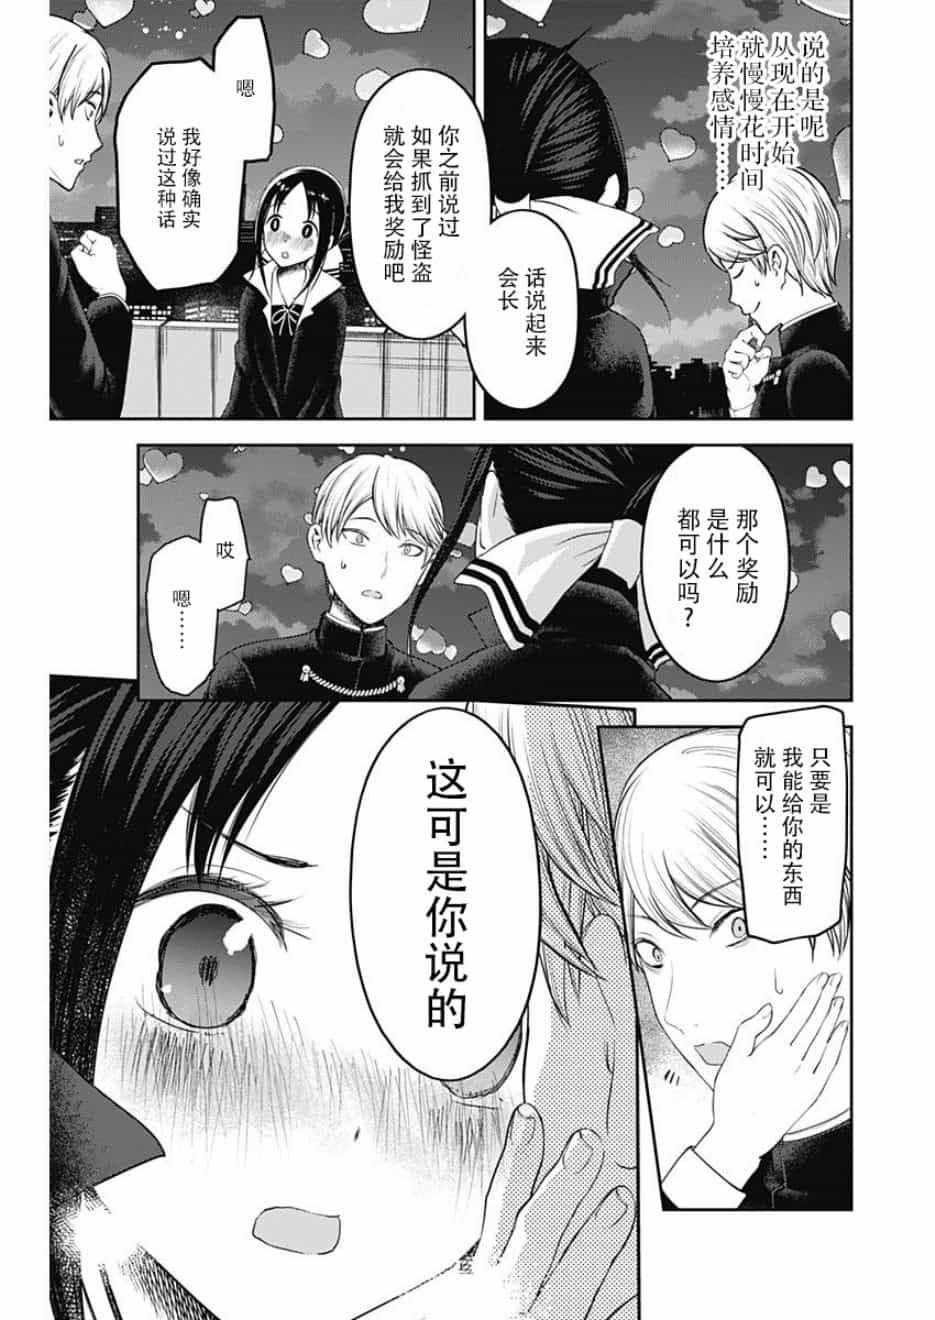 说的是呢
从现在开始
就慢慢花时间
培养感情……
话说起来
会长
你之前说过
如果抓到了怪盗
就会给我奖励吧
嗯
我好像确实
说过这种话
那个奖励
是什么
都可以吗?
哎
嗯……
只要是
我能给你的东西
就可以……
这可是你说的